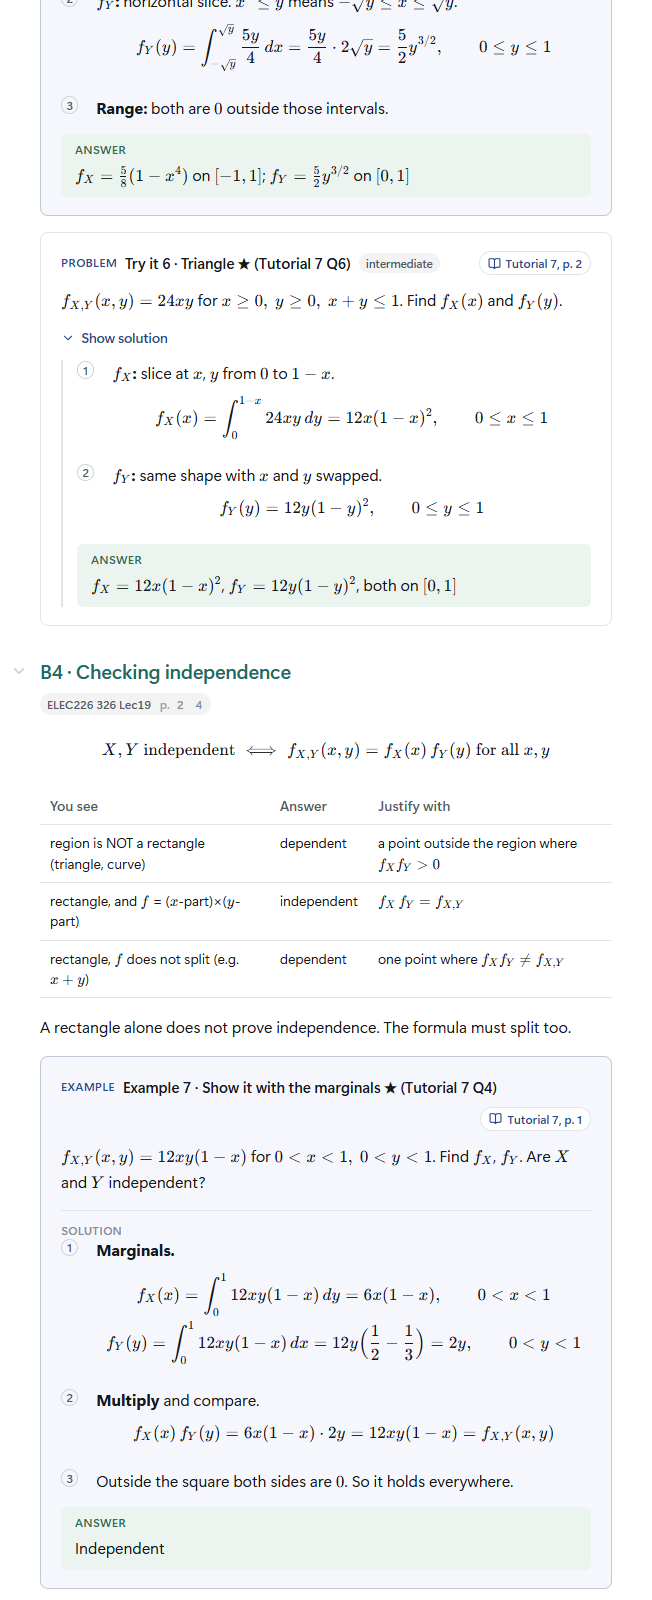 2 f_Y: horizontal slice. x² ≤ y means −√y ≤ x ≤ √y.
f_Y(y) = ∫_{−√y}^{√y} 5y/4 dx = 5y/4 · 2√y = 5/2 y^{3/2}, 0 ≤ y ≤ 1
3 Range: both are 0 outside those intervals.
ANSWER
f_X = 5/8(1 − x⁴) on [−1, 1]; f_Y = 5/2 y^{3/2} on [0, 1]
PROBLEM Try it 6 · Triangle ★ (Tutorial 7 Q6) intermediate Tutorial 7, p. 2
f_{X,Y}(x, y) = 24xy for x ≥ 0, y ≥ 0, x + y ≤ 1. Find f_X(x) and f_Y(y).
Show solution
1 f_X: slice at x, y from 0 to 1 − x.
f_X(x) = ∫_0^{1−x} 24xy dy = 12x(1 − x)², 0 ≤ x ≤ 1
2 f_Y: same shape with x and y swapped.
f_Y(y) = 12y(1 − y)², 0 ≤ y ≤ 1
ANSWER
f_X = 12x(1 − x)², f_Y = 12y(1 − y)², both on [0, 1]
B4 · Checking independence
ELEC226 326 Lec19 p. 2 4
X, Y independent ⟺ f_{X,Y}(x, y) = f_X(x) f_Y(y) for all x, y
You see Answer Justify with
region is NOT a rectangle (triangle, curve) dependent a point outside the region where f_X f_Y > 0
rectangle, and f = (x-part)×(y-part) independent f_X f_Y = f_{X,Y}
rectangle, f does not split (e.g. x + y) dependent one point where f_X f_Y ≠ f_{X,Y}
A rectangle alone does not prove independence. The formula must split too.
EXAMPLE Example 7 · Show it with the marginals ★ (Tutorial 7 Q4)
Tutorial 7, p. 1
f_{X,Y}(x, y) = 12xy(1 − x) for 0 < x < 1, 0 < y < 1. Find f_X, f_Y. Are X
and Y independent?
SOLUTION
1 Marginals.
f_X(x) = ∫_0^1 12xy(1 − x) dy = 6x(1 − x), 0 < x < 1
f_Y(y) = ∫_0^1 12xy(1 − x) dx = 12y(1/2 − 1/3) = 2y, 0 < y < 1
2 Multiply and compare.
f_X(x) f_Y(y) = 6x(1 − x) · 2y = 12xy(1 − x) = f_{X,Y}(x, y)
3 Outside the square both sides are 0. So it holds everywhere.
ANSWER
Independent